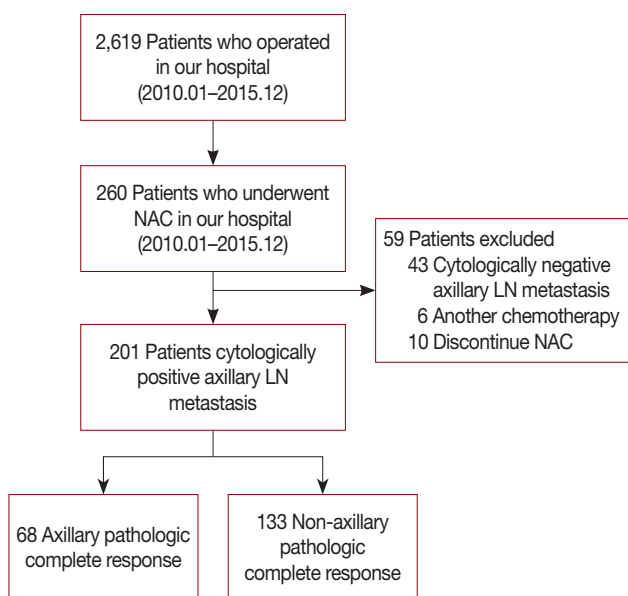 2,619 Patients who operated
in our hospital
(2010.01–2015.12)
260 Patients who underwent
NAC in our hospital
(2010.01–2015.12)
59 Patients excluded
43 Cytologically negative
axillary LN metastasis
6 Another chemotherapy
10 Discontinue NAC
201 Patients cytologically
positive axillary LN
metastasis
68 Axillary pathologic
complete response
133 Non-axillary
pathologic
complete response